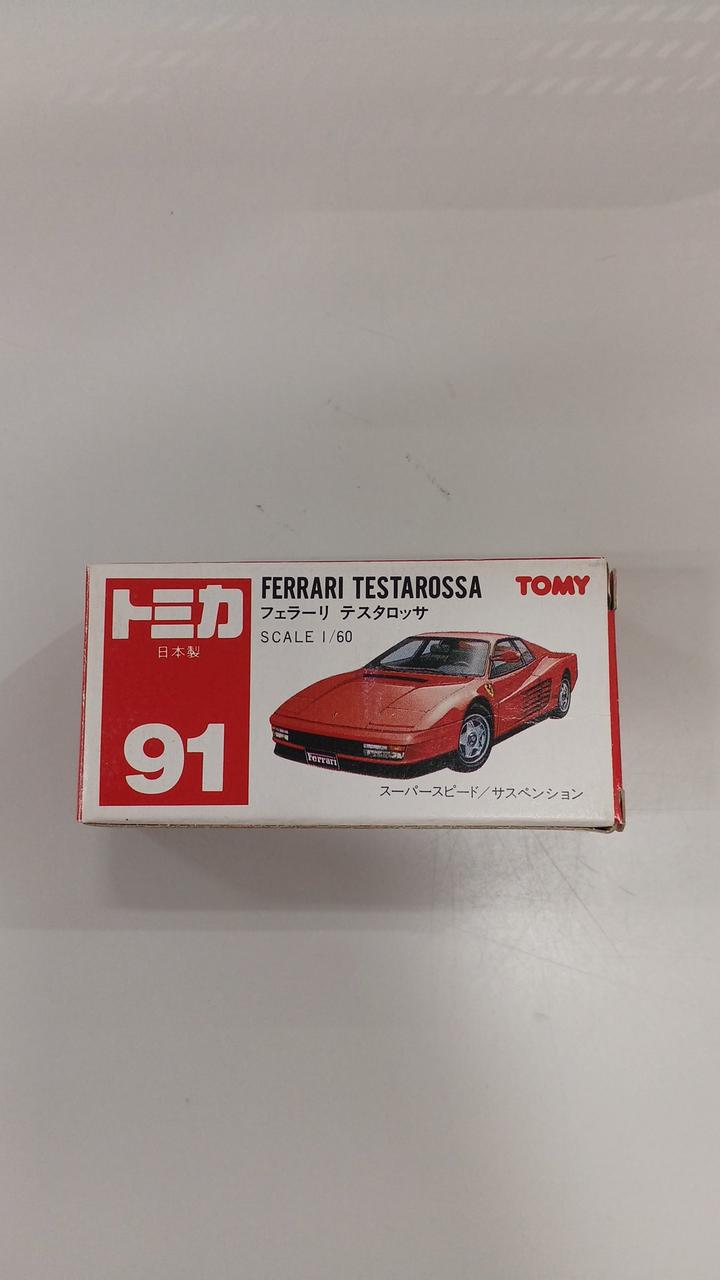 トミカ
日本製
91
FERRARI TESTAROSSA
TOMY
フェラーリ テスタロッサ
SCALE 1/60
Ferrari
スーパースピード/サスペンション